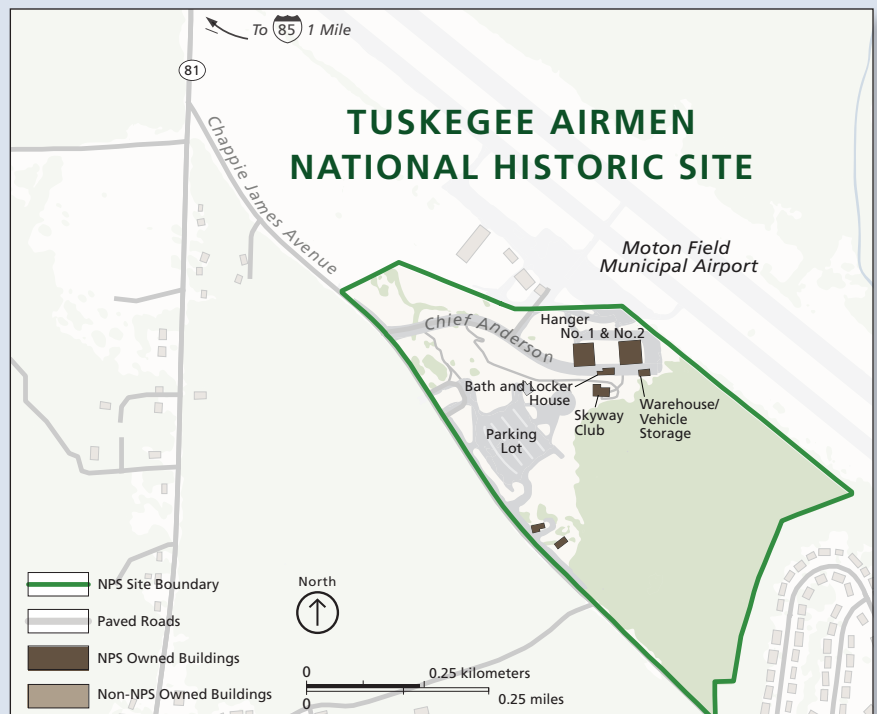 To 85 1 Mile
81
Chappie James Avenue
TUSKEGEE AIRMEN
NATIONAL HISTORIC SITE
Moton Field
Municipal Airport
Chief Anderson
Hanger
No. 1 & No.2
Bath and Locker
House
Skyway
Club
Warehouse/
Vehicle
Storage
Parking
Lot
NPS Site Boundary
Paved Roads
NPS Owned Buildings
Non-NPS Owned Buildings
North
0
0.25 kilometers
0
0.25 miles